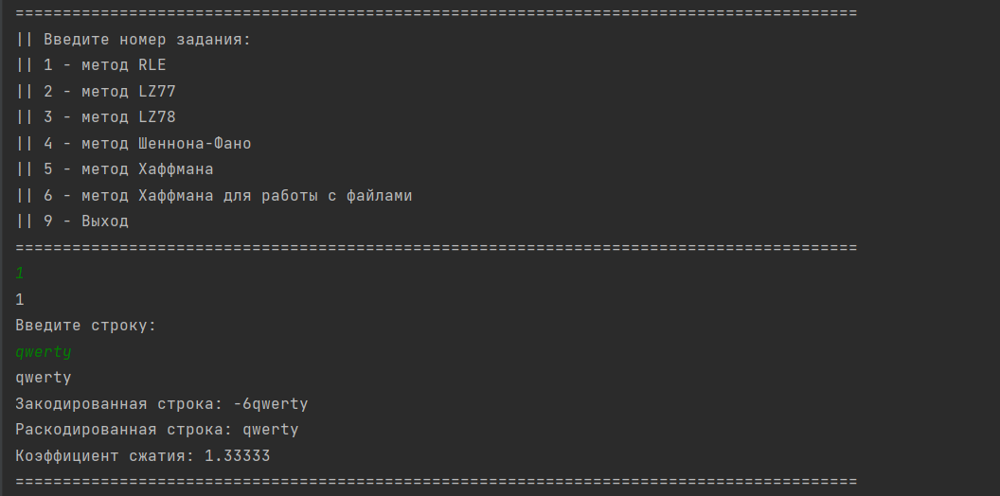 =========================================================================================
|| Введите номер задания:
|| 1 - метод RLE
|| 2 - метод LZ77
|| 3 - метод LZ78
|| 4 - метод Шеннона-Фано
|| 5 - метод Хаффмана
|| 6 - метод Хаффмана для работы с файлами
|| 9 - Выход
=========================================================================================
1
1
Введите строку:
qwerty
qwerty
Закодированная строка: -6qwerty
Раскодированная строка: qwerty
Коэффициент сжатия: 1.33333
=========================================================================================